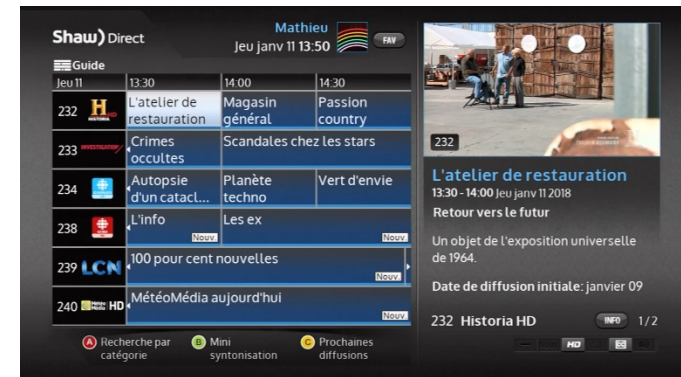 Shaw) Direct
Mathieu
Jeu janv 11 13:50
FAV
Guide
Jeu 11 13:30 14:00 14:30
232 H HISTORIA HD L'atelier de restauration Magasin général Passion country
233 INVESTIGATION Crimes occultes Scandales chez les stars
234 Autopsie d'un catacl... Planète techno Vert d'envie
238 L'info Nouv. Les ex Nouv.
239 LCN 100 pour cent nouvelles Nouv.
240 Météo Média HD MétéoMédia aujourd'hui Nouv.
A Recherche par catégorie
B Mini syntonisation
C Prochaines diffusions
232
L'atelier de restauration
13:30 - 14:00 Jeu janv 11 2018
Retour vers le futur
Un objet de l'exposition universelle
de 1964.
Date de diffusion initiale: janvier 09
232 Historia HD INFO 1/2
HD